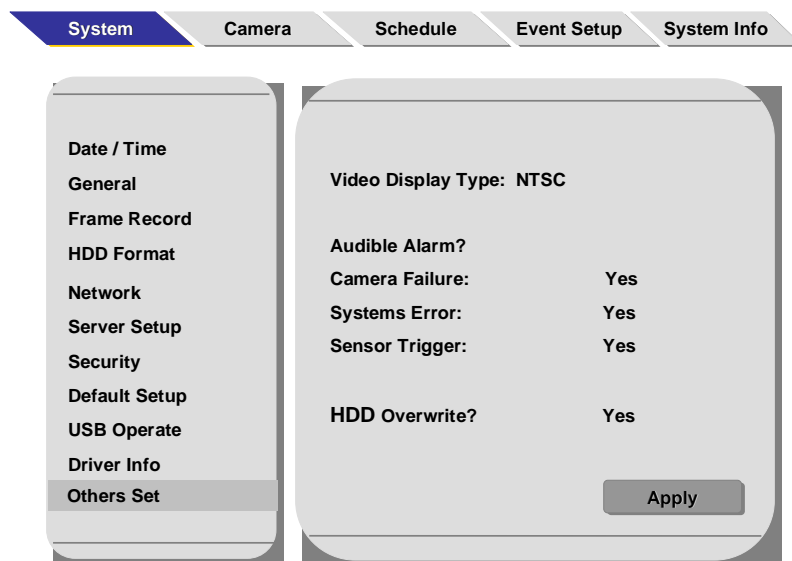 System Camera Schedule Event Setup System Info
Date / Time
General
Frame Record
HDD Format
Network
Server Setup
Security
Default Setup
USB Operate
Driver Info
Others Set
Video Display Type: NTSC
Audible Alarm?
Camera Failure: Yes
Systems Error: Yes
Sensor Trigger: Yes
HDD Overwrite? Yes
Apply